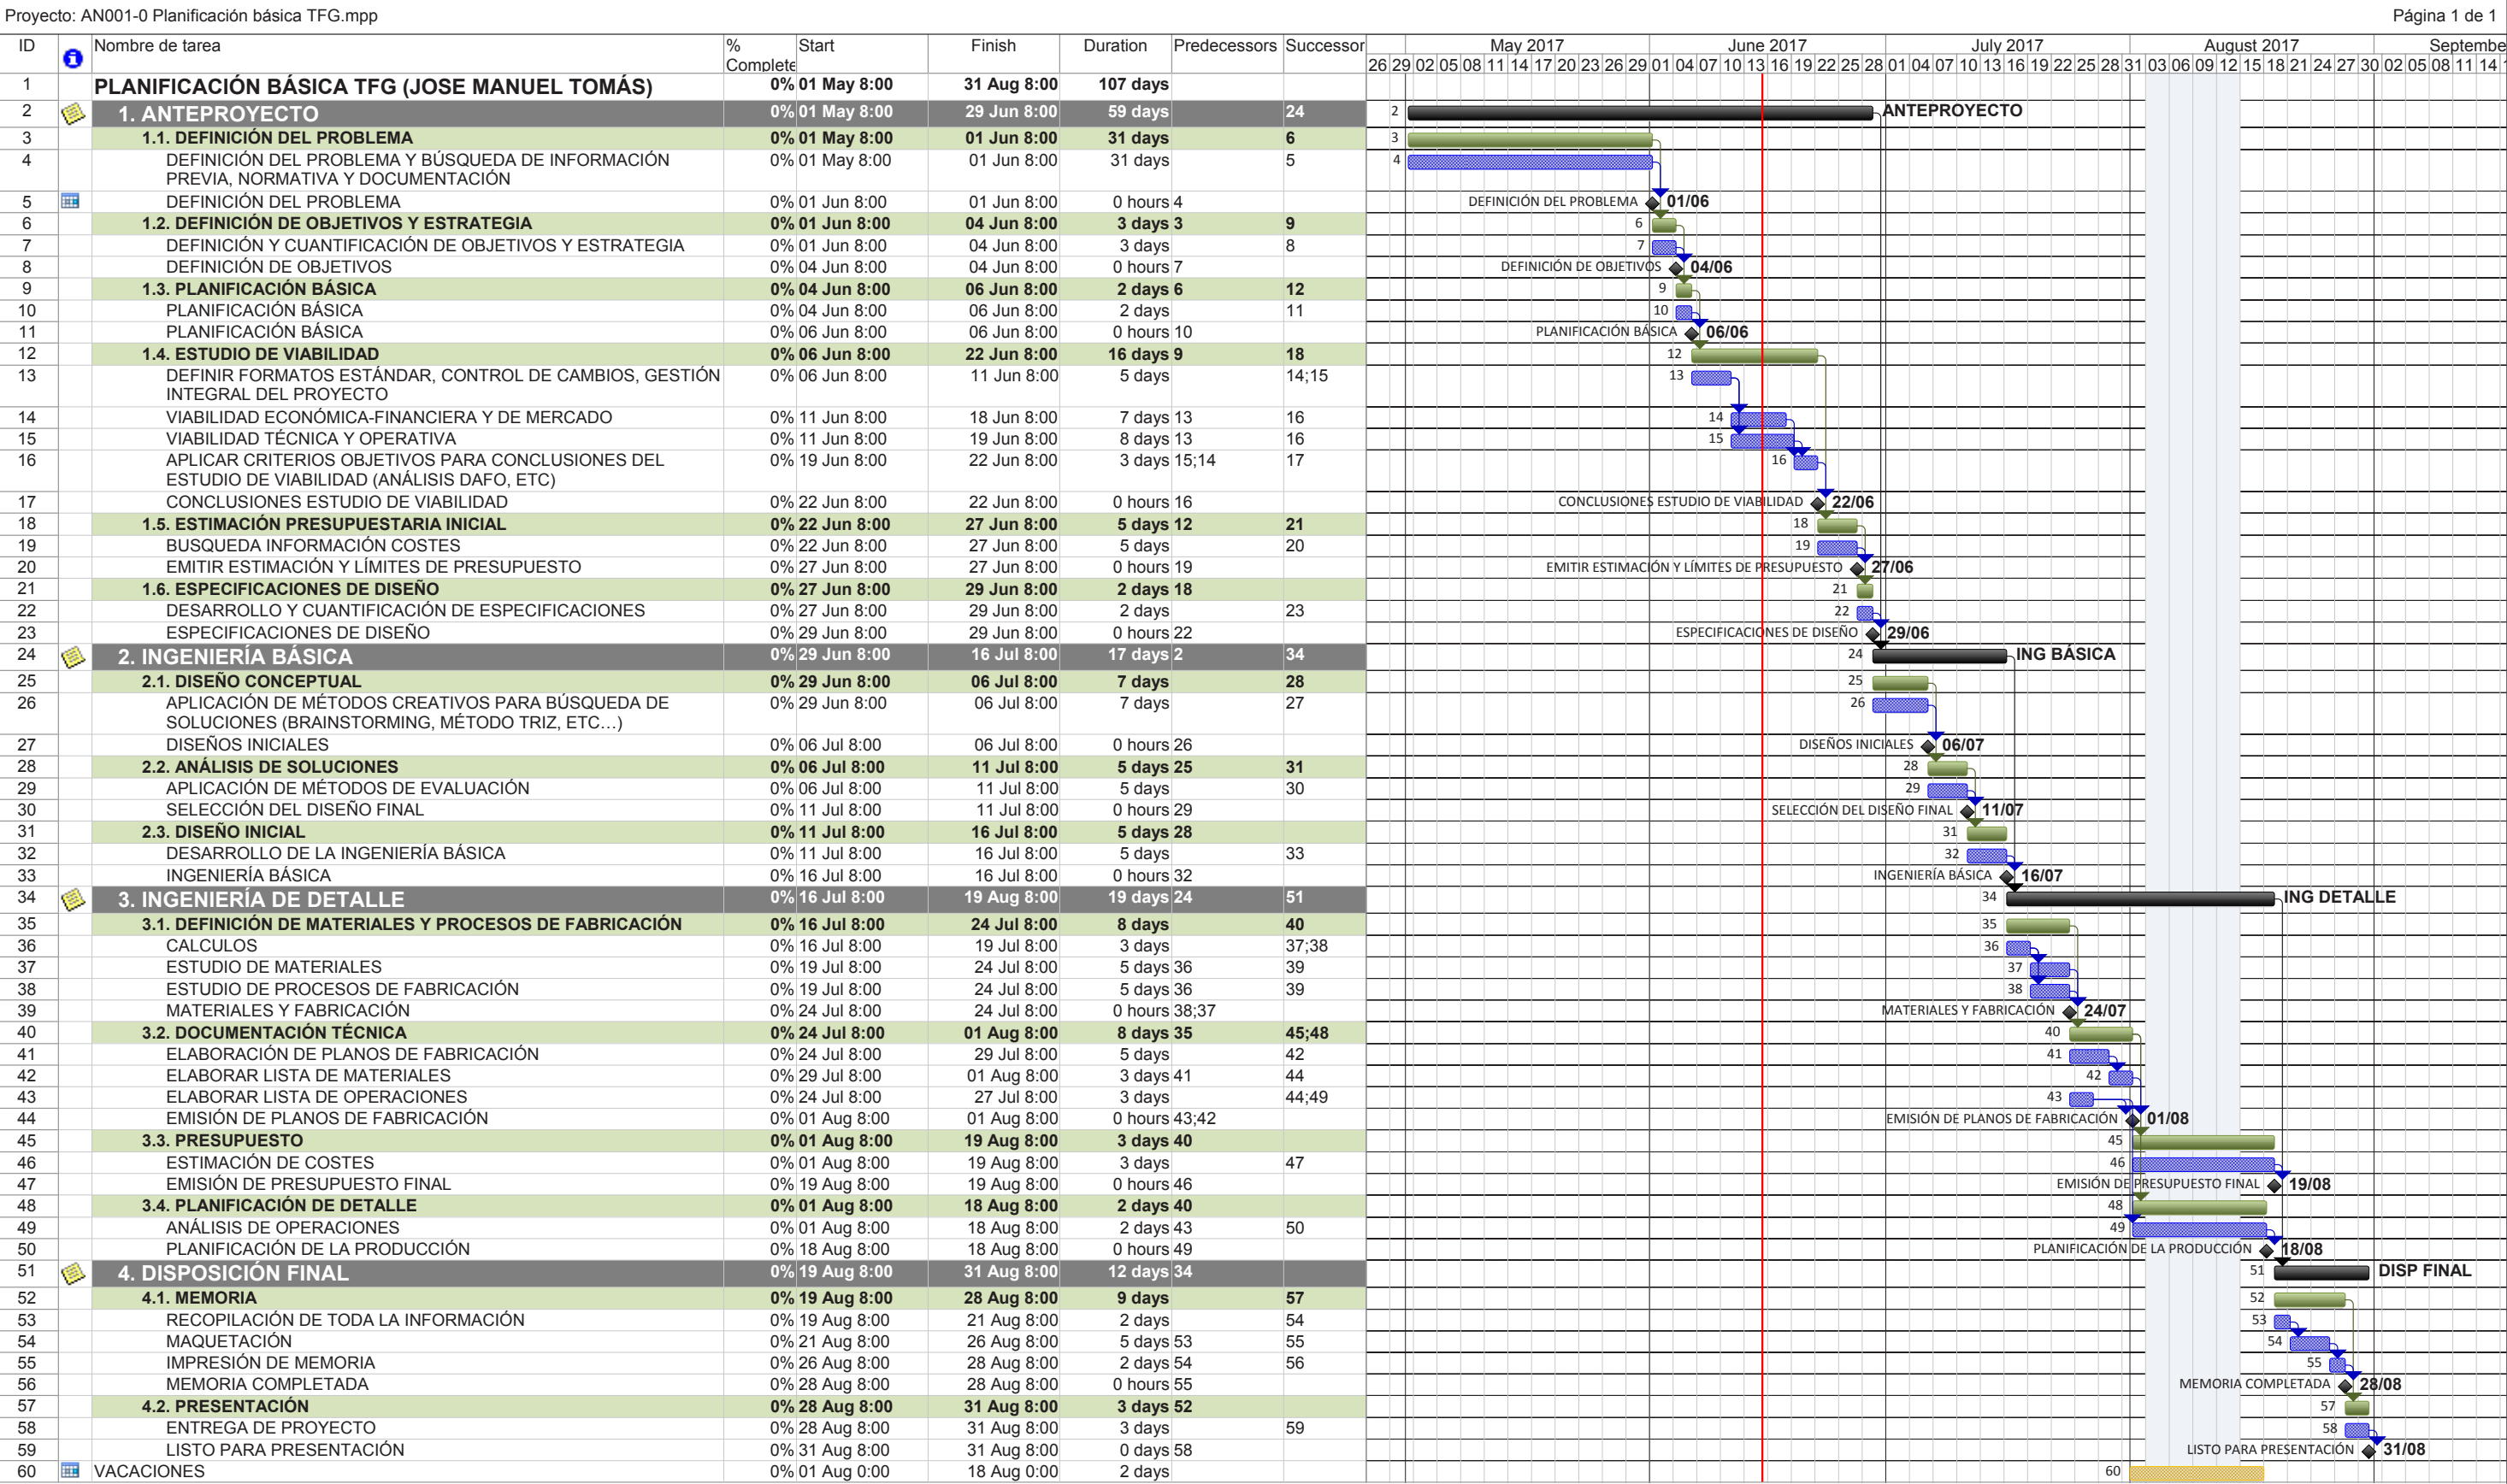 Proyecto: AN001-0 Planificación básica TFG.mpp
Página 1 de 1
ID Nombre de tarea % Complete Start Finish Duration Predecessors Successor May 2017 June 2017 July 2017 August 2017 Septembe
26 29 02 05 08 11 14 17 20 23 26 29 01 04 07 10 13 16 19 22 25 28 01 04 07 10 13 16 19 22 25 28 31 03 06 09 12 15 18 21 24 27 30 02 05 08 11 14 1
1 PLANIFICACIÓN BÁSICA TFG (JOSE MANUEL TOMÁS) 0% 01 May 8:00 31 Aug 8:00 107 days
2 1. ANTEPROYECTO 0% 01 May 8:00 29 Jun 8:00 59 days 24 2 ANTEPROYECTO
3 1.1. DEFINICIÓN DEL PROBLEMA 0% 01 May 8:00 01 Jun 8:00 31 days 6 3
4 DEFINICIÓN DEL PROBLEMA Y BÚSQUEDA DE INFORMACIÓN 0% 01 May 8:00 01 Jun 8:00 31 days 5 4
PREVIA, NORMATIVA Y DOCUMENTACIÓN
5 DEFINICIÓN DEL PROBLEMA 0% 01 Jun 8:00 01 Jun 8:00 0 hours 4 DEFINICIÓN DEL PROBLEMA 01/06
6 1.2. DEFINICIÓN DE OBJETIVOS Y ESTRATEGIA 0% 01 Jun 8:00 04 Jun 8:00 3 days 3 9 6
7 DEFINICIÓN Y CUANTIFICACIÓN DE OBJETIVOS Y ESTRATEGIA 0% 01 Jun 8:00 04 Jun 8:00 3 days 8 7
8 DEFINICIÓN DE OBJETIVOS 0% 04 Jun 8:00 04 Jun 8:00 0 hours 7 DEFINICIÓN DE OBJETIVOS 04/06
9 1.3. PLANIFICACIÓN BÁSICA 0% 04 Jun 8:00 06 Jun 8:00 2 days 6 12 9
10 PLANIFICACIÓN BÁSICA 0% 04 Jun 8:00 06 Jun 8:00 2 days 11 10
11 PLANIFICACIÓN BÁSICA 0% 06 Jun 8:00 06 Jun 8:00 0 hours 10 PLANIFICACIÓN BÁSICA 06/06
12 1.4. ESTUDIO DE VIABILIDAD 0% 06 Jun 8:00 22 Jun 8:00 16 days 9 18 12
13 DEFINIR FORMATOS ESTÁNDAR, CONTROL DE CAMBIOS, GESTIÓN 0% 06 Jun 8:00 11 Jun 8:00 5 days 14;15 13
INTEGRAL DEL PROYECTO
14 VIABILIDAD ECONÓMICA-FINANCIERA Y DE MERCADO 0% 11 Jun 8:00 18 Jun 8:00 7 days 13 16 14
15 VIABILIDAD TÉCNICA Y OPERATIVA 0% 11 Jun 8:00 19 Jun 8:00 8 days 13 16 15
16 APLICAR CRITERIOS OBJETIVOS PARA CONCLUSIONES DEL 0% 19 Jun 8:00 22 Jun 8:00 3 days 15;14 17 16
ESTUDIO DE VIABILIDAD (ANÁLISIS DAFO, ETC)
17 CONCLUSIONES ESTUDIO DE VIABILIDAD 0% 22 Jun 8:00 22 Jun 8:00 0 hours 16 CONCLUSIONES ESTUDIO DE VIABILIDAD 22/06
18 1.5. ESTIMACIÓN PRESUPUESTARIA INICIAL 0% 22 Jun 8:00 27 Jun 8:00 5 days 12 21 18
19 BUSQUEDA INFORMACIÓN COSTES 0% 22 Jun 8:00 27 Jun 8:00 5 days 20 19
20 EMITIR ESTIMACIÓN Y LÍMITES DE PRESUPUESTO 0% 27 Jun 8:00 27 Jun 8:00 0 hours 19 EMITIR ESTIMACIÓN Y LÍMITES DE PRESUPUESTO 27/06
21 1.6. ESPECIFICACIONES DE DISEÑO 0% 27 Jun 8:00 29 Jun 8:00 2 days 18 21
22 DESARROLLO Y CUANTIFICACIÓN DE ESPECIFICACIONES 0% 27 Jun 8:00 29 Jun 8:00 2 days 23 22
23 ESPECIFICACIONES DE DISEÑO 0% 29 Jun 8:00 29 Jun 8:00 0 hours 22 ESPECIFICACIONES DE DISEÑO 29/06
24 2. INGENIERÍA BÁSICA 0% 29 Jun 8:00 16 Jul 8:00 17 days 2 34 24 ING BÁSICA
25 2.1. DISEÑO CONCEPTUAL 0% 29 Jun 8:00 06 Jul 8:00 7 days 28 25
26 APLICACIÓN DE MÉTODOS CREATIVOS PARA BÚSQUEDA DE 0% 29 Jun 8:00 06 Jul 8:00 7 days 27 26
SOLUCIONES (BRAINSTORMING, MÉTODO TRIZ, ETC…)
27 DISEÑOS INICIALES 0% 06 Jul 8:00 06 Jul 8:00 0 hours 26 DISEÑOS INICIALES 06/07
28 2.2. ANÁLISIS DE SOLUCIONES 0% 06 Jul 8:00 11 Jul 8:00 5 days 25 31 28
29 APLICACIÓN DE MÉTODOS DE EVALUACIÓN 0% 06 Jul 8:00 11 Jul 8:00 5 days 30 29
30 SELECCIÓN DEL DISEÑO FINAL 0% 11 Jul 8:00 11 Jul 8:00 0 hours 29 SELECCIÓN DEL DISEÑO FINAL 11/07
31 2.3. DISEÑO INICIAL 0% 11 Jul 8:00 16 Jul 8:00 5 days 28 31
32 DESARROLLO DE LA INGENIERÍA BÁSICA 0% 11 Jul 8:00 16 Jul 8:00 5 days 33 32
33 INGENIERÍA BÁSICA 0% 16 Jul 8:00 16 Jul 8:00 0 hours 32 INGENIERÍA BÁSICA 16/07
34 3. INGENIERÍA DE DETALLE 0% 16 Jul 8:00 19 Aug 8:00 19 days 24 51 34 ING DETALLE
35 3.1. DEFINICIÓN DE MATERIALES Y PROCESOS DE FABRICACIÓN 0% 16 Jul 8:00 24 Jul 8:00 8 days 40 35
36 CALCULOS 0% 16 Jul 8:00 19 Jul 8:00 3 days 37;38 36
37 ESTUDIO DE MATERIALES 0% 19 Jul 8:00 24 Jul 8:00 5 days 36 39 37
38 ESTUDIO DE PROCESOS DE FABRICACIÓN 0% 19 Jul 8:00 24 Jul 8:00 5 days 36 39 38
39 MATERIALES Y FABRICACIÓN 0% 24 Jul 8:00 24 Jul 8:00 0 hours 38;37 MATERIALES Y FABRICACIÓN 24/07
40 3.2. DOCUMENTACIÓN TÉCNICA 0% 24 Jul 8:00 01 Aug 8:00 8 days 35 45;48 40
41 ELABORACIÓN DE PLANOS DE FABRICACIÓN 0% 24 Jul 8:00 29 Jul 8:00 5 days 42 41
42 ELABORAR LISTA DE MATERIALES 0% 29 Jul 8:00 01 Aug 8:00 3 days 41 44 42
43 ELABORAR LISTA DE OPERACIONES 0% 24 Jul 8:00 27 Jul 8:00 3 days 44;49 43
44 EMISIÓN DE PLANOS DE FABRICACIÓN 0% 01 Aug 8:00 01 Aug 8:00 0 hours 43;42 EMISIÓN DE PLANOS DE FABRICACIÓN 01/08
45 3.3. PRESUPUESTO 0% 01 Aug 8:00 19 Aug 8:00 3 days 40 45
46 ESTIMACIÓN DE COSTES 0% 01 Aug 8:00 19 Aug 8:00 3 days 47 46
47 EMISIÓN DE PRESUPUESTO FINAL 0% 19 Aug 8:00 19 Aug 8:00 0 hours 46 EMISIÓN DE PRESUPUESTO FINAL 19/08
48 3.4. PLANIFICACIÓN DE DETALLE 0% 01 Aug 8:00 18 Aug 8:00 2 days 40 48
49 ANÁLISIS DE OPERACIONES 0% 01 Aug 8:00 18 Aug 8:00 2 days 43 50 49
50 PLANIFICACIÓN DE LA PRODUCCIÓN 0% 18 Aug 8:00 18 Aug 8:00 0 hours 49 PLANIFICACIÓN DE LA PRODUCCIÓN 18/08
51 4. DISPOSICIÓN FINAL 0% 19 Aug 8:00 31 Aug 8:00 12 days 34 51 DISP FINAL
52 4.1. MEMORIA 0% 19 Aug 8:00 28 Aug 8:00 9 days 57 52
53 RECOPILACIÓN DE TODA LA INFORMACIÓN 0% 19 Aug 8:00 21 Aug 8:00 2 days 54 53
54 MAQUETACIÓN 0% 21 Aug 8:00 26 Aug 8:00 5 days 53 55 54
55 IMPRESIÓN DE MEMORIA 0% 26 Aug 8:00 28 Aug 8:00 2 days 54 56 55
56 MEMORIA COMPLETADA 0% 28 Aug 8:00 28 Aug 8:00 0 hours 55 MEMORIA COMPLETADA 28/08
57 4.2. PRESENTACIÓN 0% 28 Aug 8:00 31 Aug 8:00 3 days 52 57
58 ENTREGA DE PROYECTO 0% 28 Aug 8:00 31 Aug 8:00 3 days 59 58
59 LISTO PARA PRESENTACIÓN 0% 31 Aug 8:00 31 Aug 8:00 0 days 58 LISTO PARA PRESENTACIÓN 31/08
60 VACACIONES 0% 01 Aug 0:00 18 Aug 0:00 2 days 60